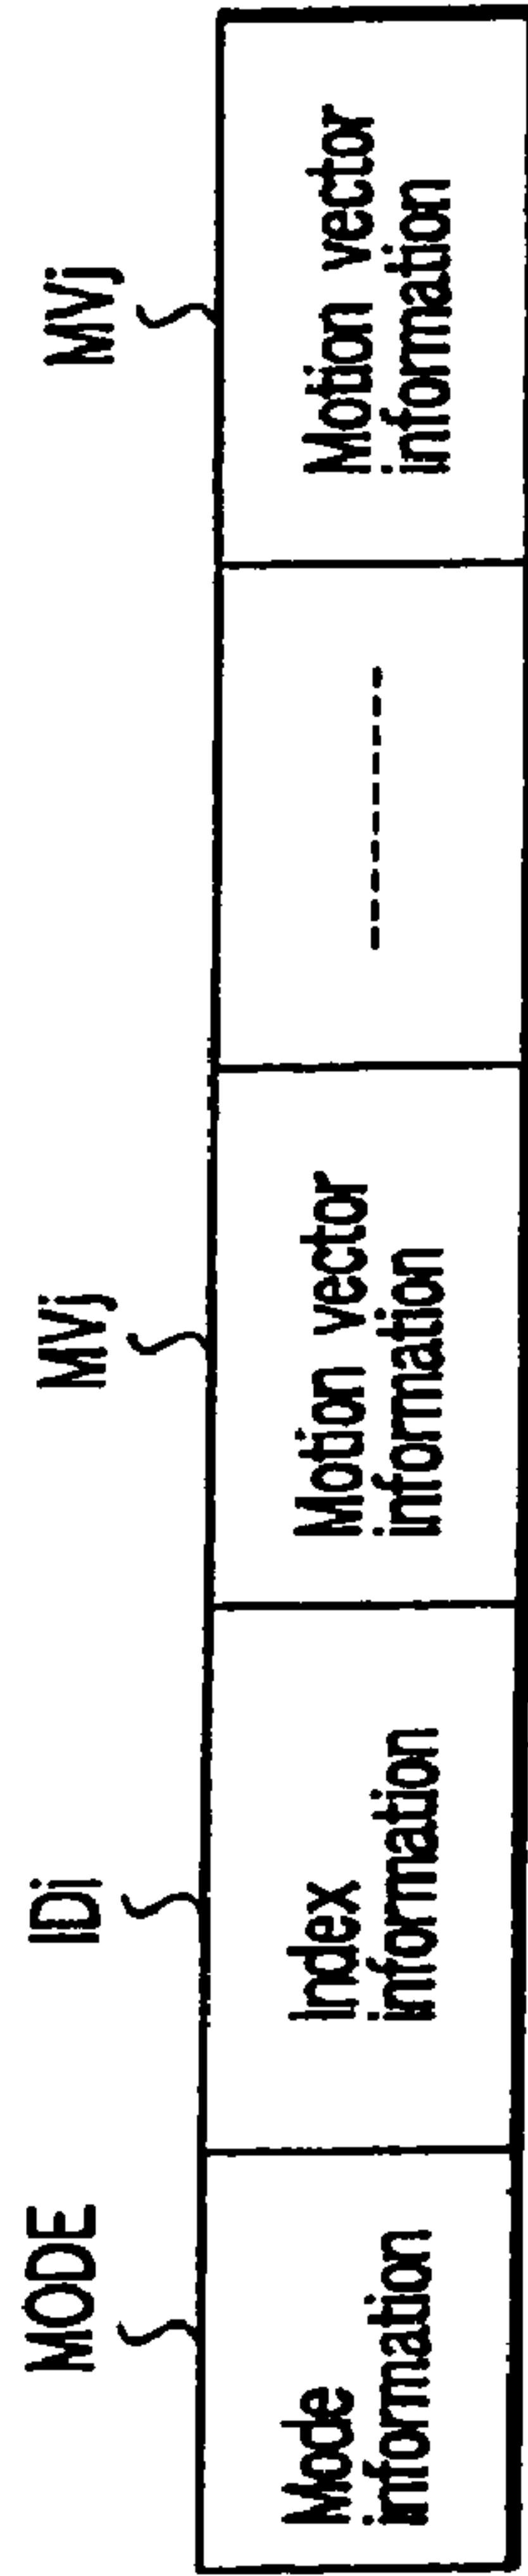 MODE
IDi
MVj
MVj
Mode
information
Index
information
Motion vector
information
Motion vector
information